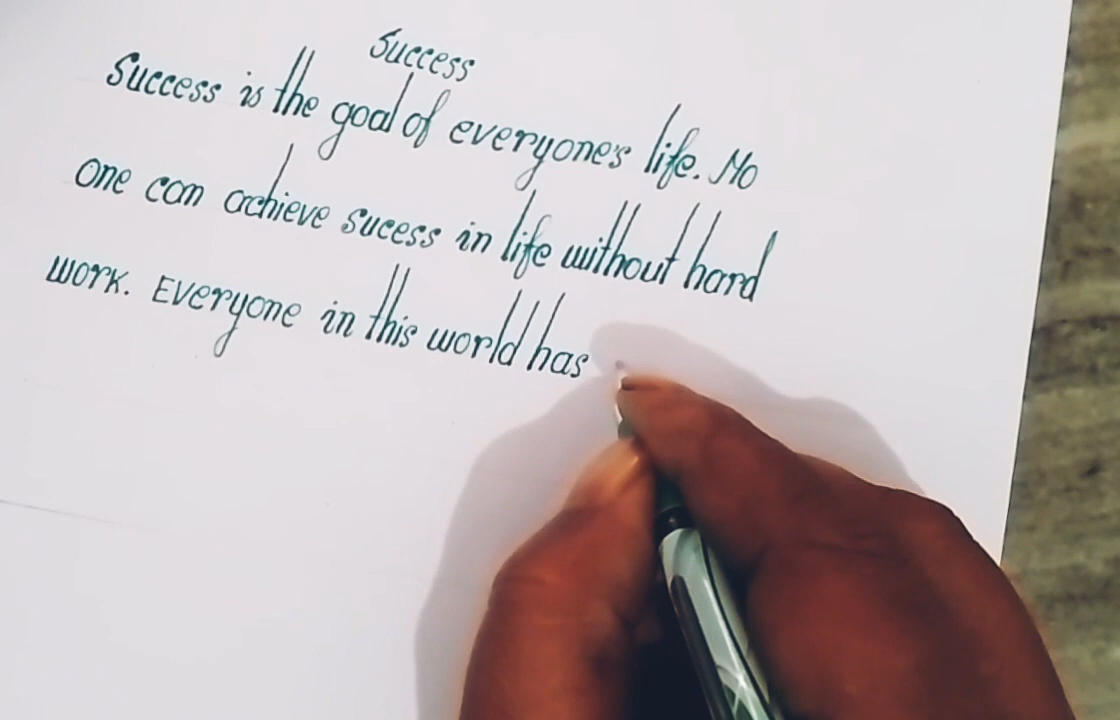 Success
Success is the goal of everyone's life. No
one can achieve sucess in life without hard
work. Everyone in this world has